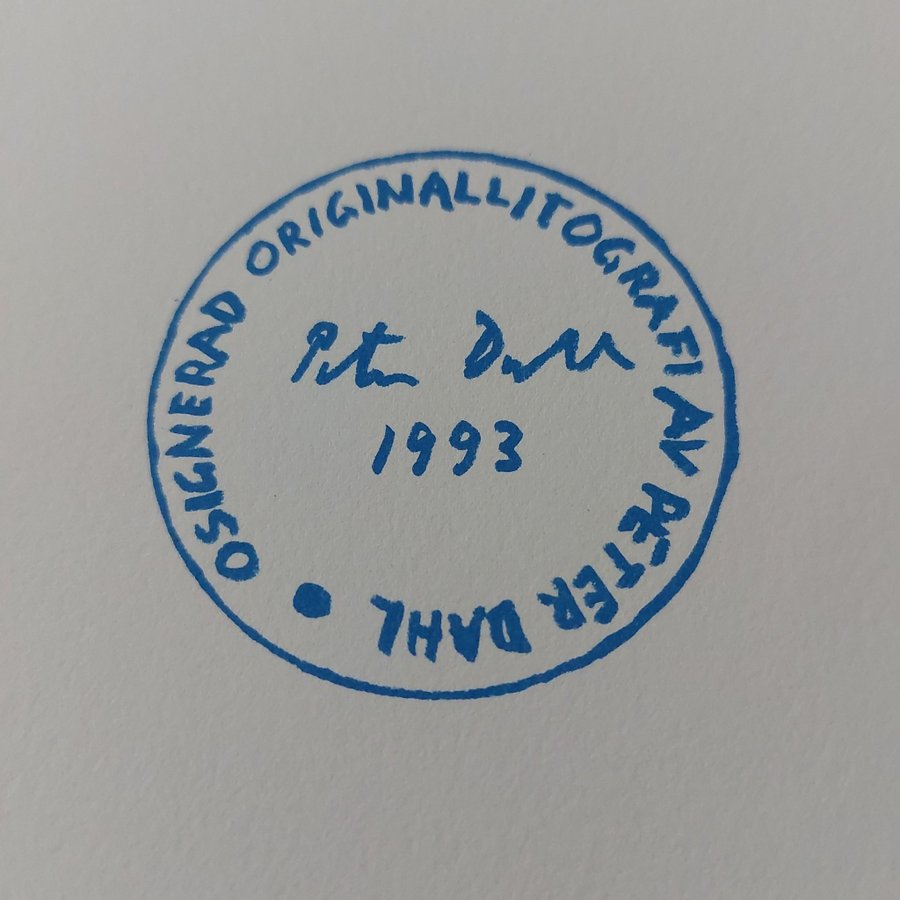 OSIGNERAD ORIGINALLITOGRAFI AV PETER DAHL
Peter Dahl
1993